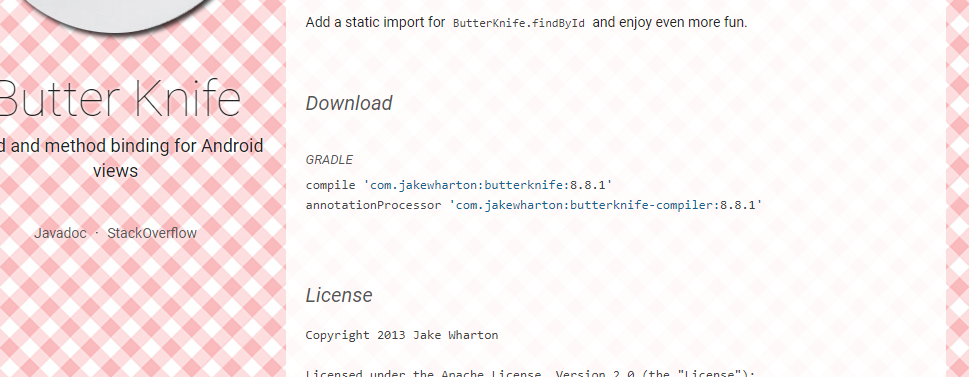 Butter Knife
and method binding for Android
views
Javadoc · StackOverflow
Add a static import for ButterKnife.findById and enjoy even more fun.
Download
GRADLE
compile 'com.jakewharton:butterknife:8.8.1'
annotationProcessor 'com.jakewharton:butterknife-compiler:8.8.1'
License
Copyright 2013 Jake Wharton
Licensed under the Apache License, Version 2.0 (the "License");